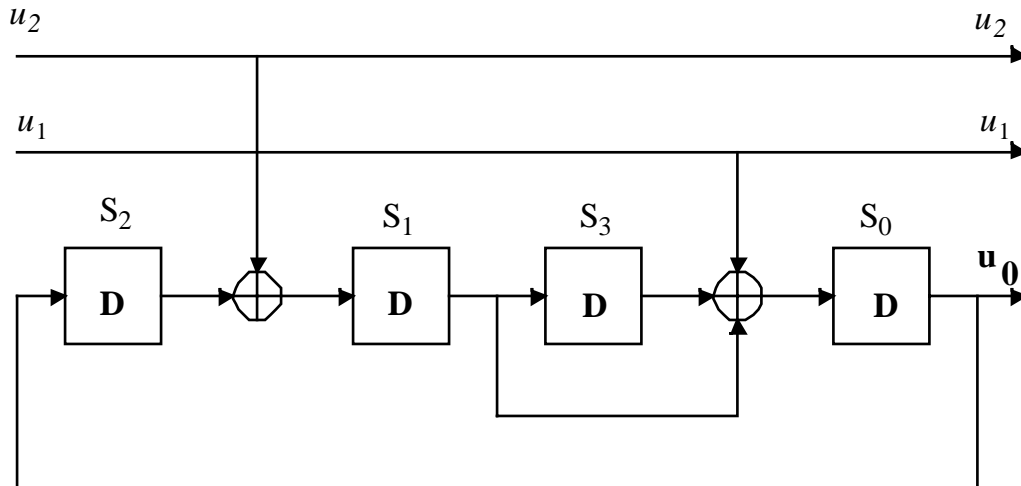 u₂ u₂
u₁ u₁
S₂ S₁ S₃ S₀
u₀
D D D D